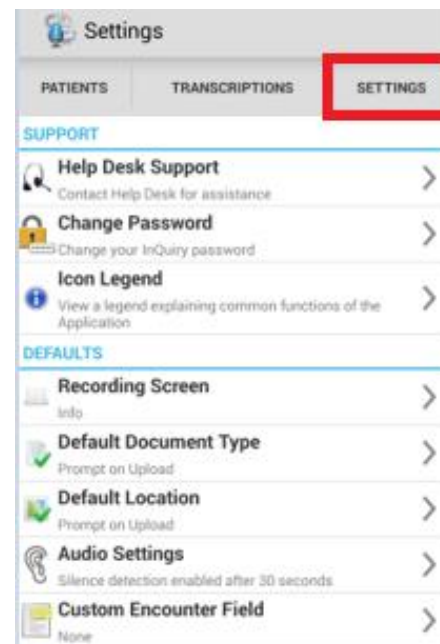 Settings
PATIENTS TRANSCRIPTIONS SETTINGS
SUPPORT
Help Desk Support
Contact Help Desk for assistance
Change Password
Change your InQuiry password
Icon Legend
View a legend explaining common functions of the
Application
DEFAULTS
Recording Screen
Info
Default Document Type
Prompt on Upload
Default Location
Prompt on Upload
Audio Settings
Silence detection enabled after 30 seconds
Custom Encounter Field
None